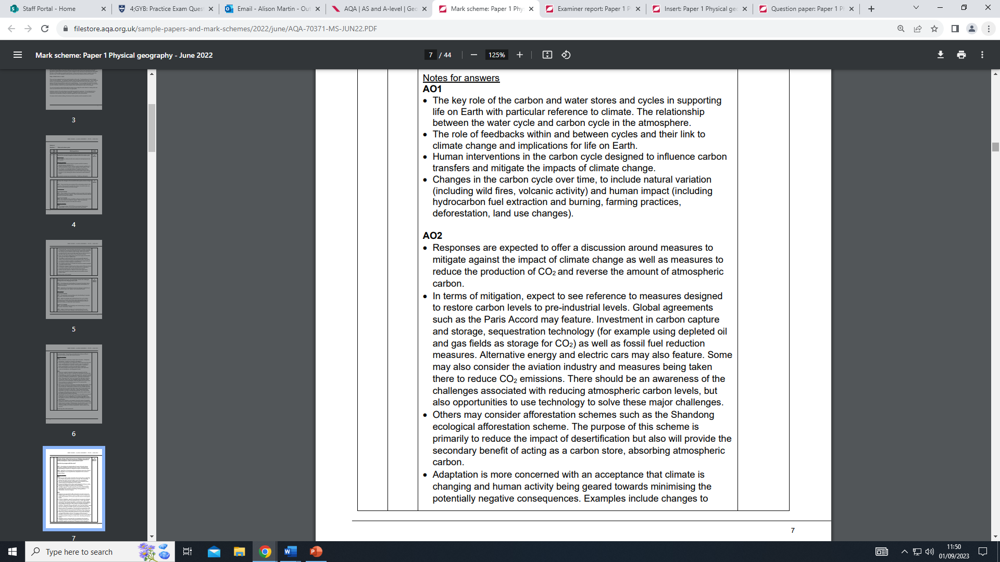 Staff Portal - Home
4;GYB: Practice Exam Ques
Email - Alison Martin - Ou
AQA | AS and A-level | Geo
Mark scheme: Paper 1 Phy
Examiner report: Paper 1 P
Insert: Paper 1 Physical ge
Question paper: Paper 1 P
filestore.aqa.org.uk/sample-papers-and-mark-schemes/2022/june/AQA-70371-MS-JUN22.PDF
Mark scheme: Paper 1 Physical geography - June 2022
7 / 44
125%
3
4
5
6
7
Notes for answers
AO1
• The key role of the carbon and water stores and cycles in supporting
life on Earth with particular reference to climate. The relationship
between the water cycle and carbon cycle in the atmosphere.
• The role of feedbacks within and between cycles and their link to
climate change and implications for life on Earth.
• Human interventions in the carbon cycle designed to influence carbon
transfers and mitigate the impacts of climate change.
• Changes in the carbon cycle over time, to include natural variation
(including wild fires, volcanic activity) and human impact (including
hydrocarbon fuel extraction and burning, farming practices,
deforestation, land use changes).
AO2
• Responses are expected to offer a discussion around measures to
mitigate against the impact of climate change as well as measures to
reduce the production of CO₂ and reverse the amount of atmospheric
carbon.
• In terms of mitigation, expect to see reference to measures designed
to restore carbon levels to pre-industrial levels. Global agreements
such as the Paris Accord may feature. Investment in carbon capture
and storage, sequestration technology (for example using depleted oil
and gas fields as storage for CO₂) as well as fossil fuel reduction
measures. Alternative energy and electric cars may also feature. Some
may also consider the aviation industry and measures being taken
there to reduce CO₂ emissions. There should be an awareness of the
challenges associated with reducing atmospheric carbon levels, but
also opportunities to use technology to solve these major challenges.
• Others may consider afforestation schemes such as the Shandong
ecological afforestation scheme. The purpose of this scheme is
primarily to reduce the impact of desertification but also will provide the
secondary benefit of acting as a carbon store, absorbing atmospheric
carbon.
• Adaptation is more concerned with an acceptance that climate is
changing and human activity being geared towards minimising the
potentially negative consequences. Examples include changes to
7
Type here to search
11:50
01/09/2023